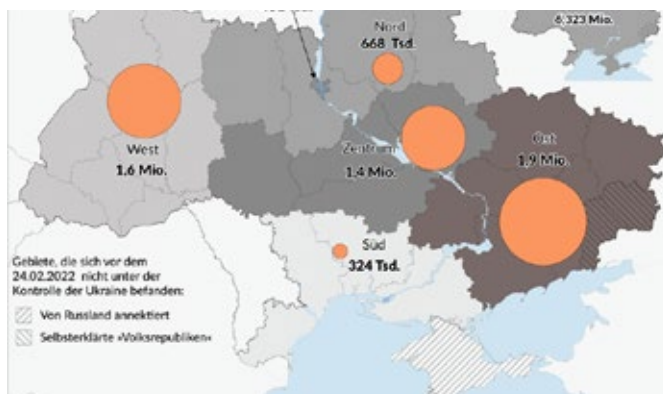 6,323 Mio.
Nord
668 Tsd.
West
1,6 Mio.
Zentrum
1,4 Mio.
Ost
1,9 Mio.
Süd
324 Tsd.
Gebiete, die sich vor dem
24.02.2022 nicht unter der
Kontrolle der Ukraine befanden:
Von Russland annektiert
Selbsterklärte »Volksrepubliken«